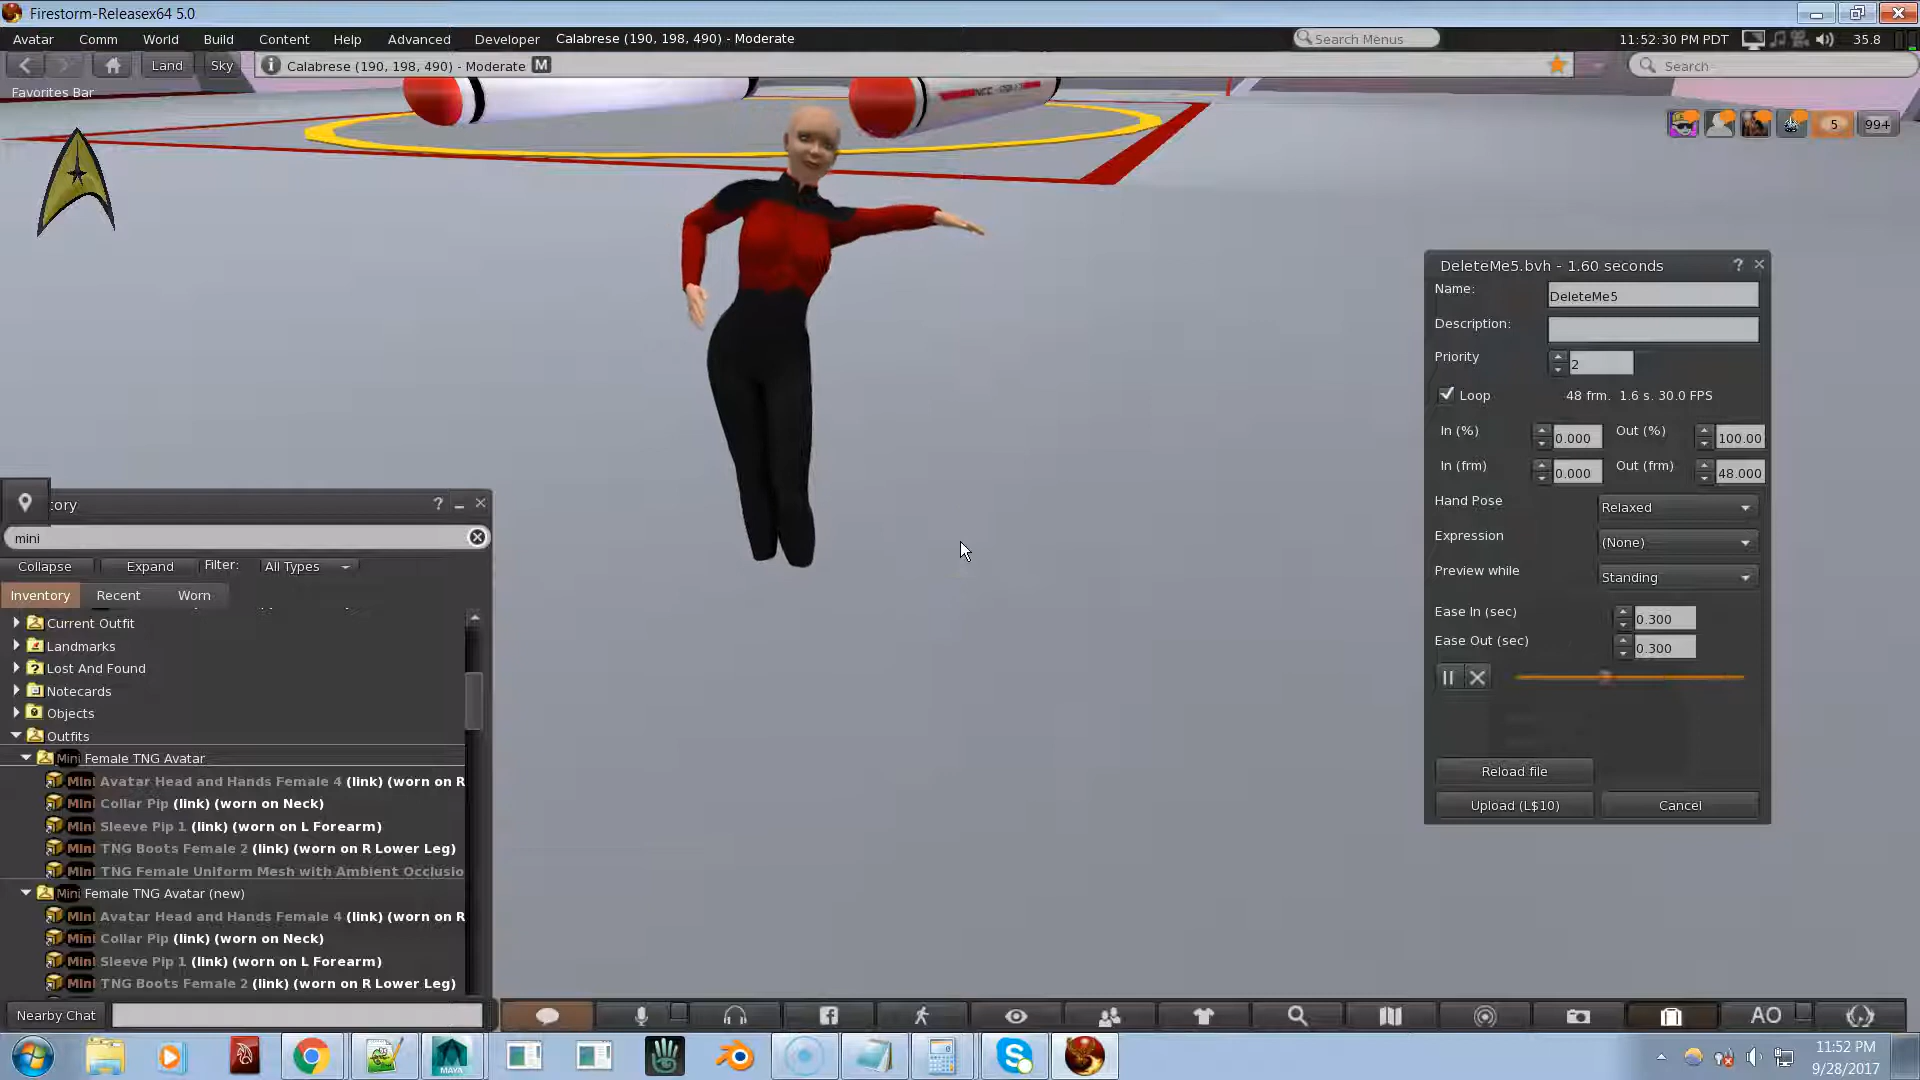 Firestorm-Releasex64 5.0
Avatar Comm World Build Content Help Advanced Developer Calabrese (190, 198, 490) - Moderate Search Menus 11:52:30 PM PDT 35.8
Land Sky Calabrese (190, 198, 490) - Moderate M Search
Favorites Bar
5 99+
DeleteMe5.bvh - 1.60 seconds ?
Name: DeleteMe5
Description:
Priority 2
Loop 48 frm. 1.6 s. 30.0 FPS
In (%) 0.000 Out (%) 100.00
In (frm) 0.000 Out (frm) 48.000
Hand Pose Relaxed
Expression (None)
Preview while Standing
Ease In (sec) 0.300
Ease Out (sec) 0.300
Reload file
Upload (L$10) Cancel
tory ?
mini
Collapse Expand Filter: All Types
Inventory Recent Worn
Current Outfit
Landmarks
Lost And Found
Notecards
Objects
Outfits
Mini Female TNG Avatar
Mini Avatar Head and Hands Female 4 (link) (worn on R
Mini Collar Pip (link) (worn on Neck)
Mini Sleeve Pip 1 (link) (worn on L Forearm)
Mini TNG Boots Female 2 (link) (worn on R Lower Leg)
Mini TNG Female Uniform Mesh with Ambient Occlusio
Mini Female TNG Avatar (new)
Mini Avatar Head and Hands Female 4 (link) (worn on R
Mini Collar Pip (link) (worn on Neck)
Mini Sleeve Pip 1 (link) (worn on L Forearm)
Mini TNG Boots Female 2 (link) (worn on R Lower Leg)
Nearby Chat AO
MAYA
11:52 PM
9/28/2017